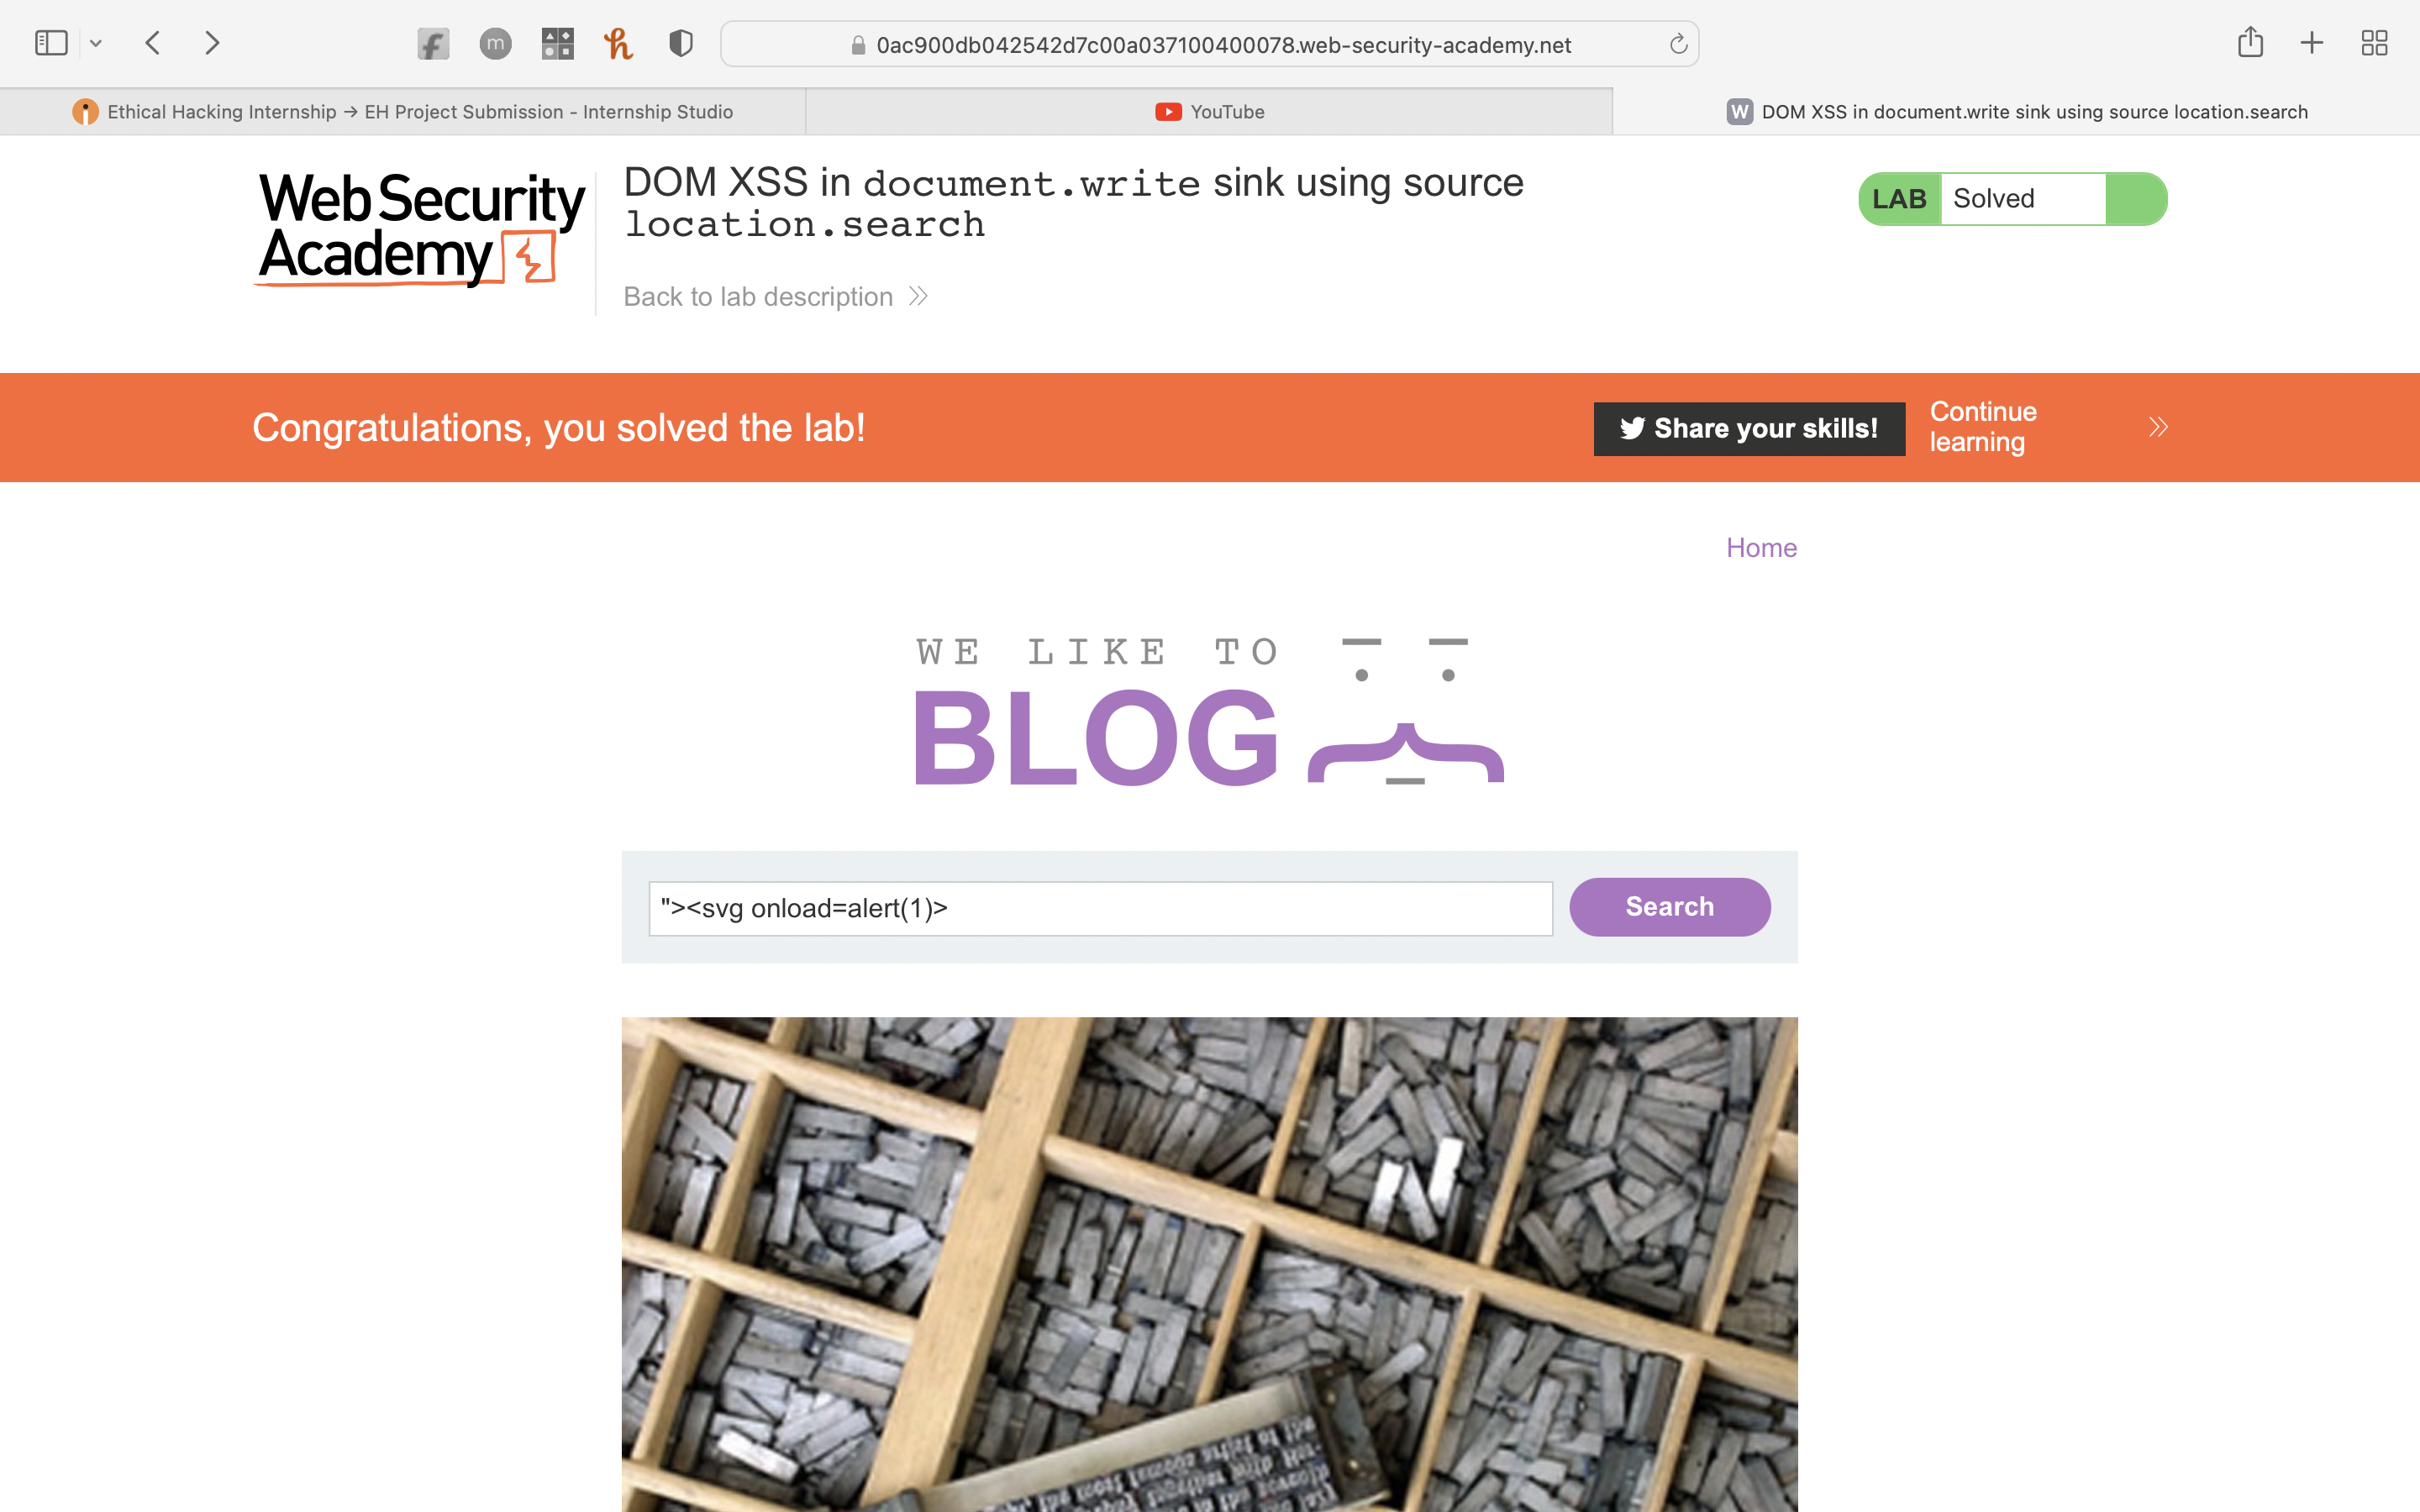 0ac900db042542d7c00a037100400078.web-security-academy.net
Ethical Hacking Internship → EH Project Submission - Internship Studio
YouTube
W DOM XSS in document.write sink using source location.search
Web Security
Academy
DOM XSS in document.write sink using source
location.search
Back to lab description
LAB Solved
Congratulations, you solved the lab!
Share your skills!
Continue
learning
Home
WE LIKE TO
BLOG
"><svg onload=alert(1)>
Search